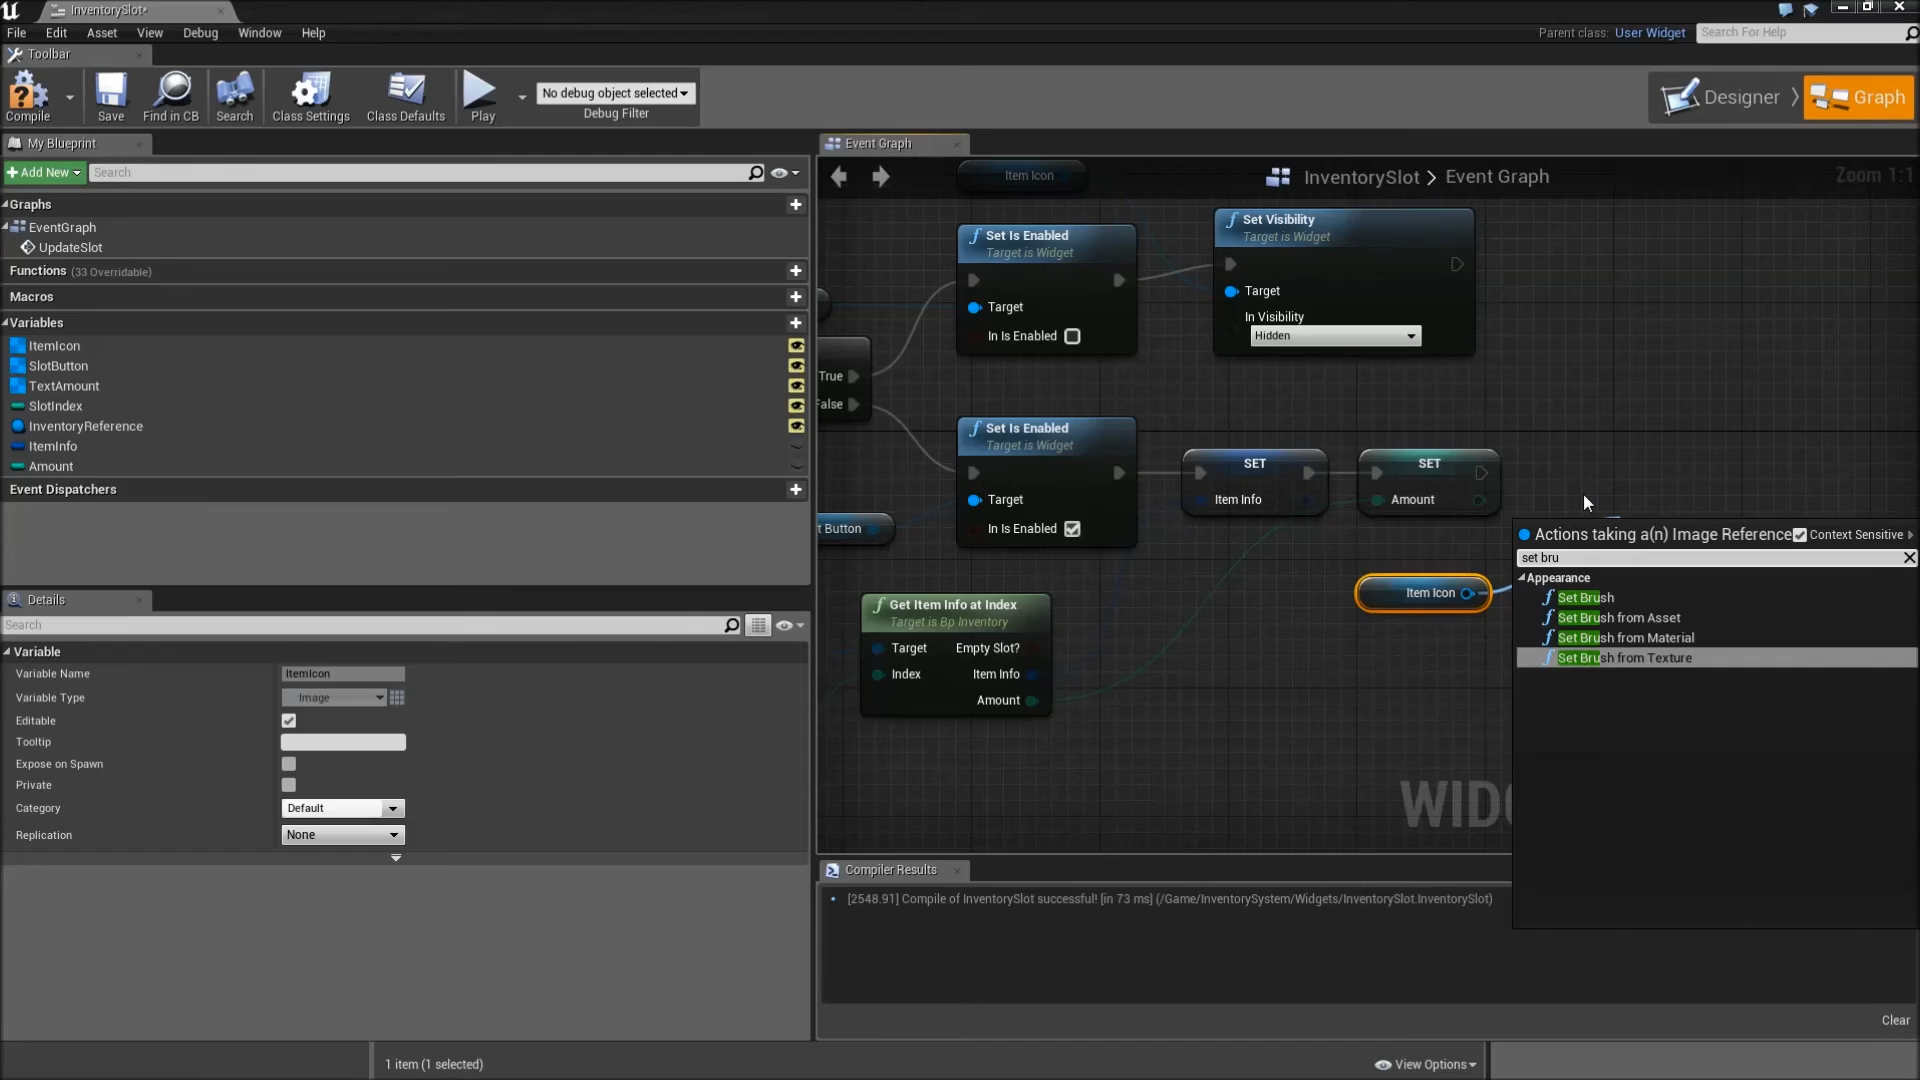 InventorySlot*
File Edit Asset View Debug Window Help
Parent class: User Widget
Search For Help
Toolbar
Compile
Save
Find in CB
Search
Class Settings
Class Defaults
Play
No debug object selected
Debug Filter
Designer
Graph
My Blueprint
Add New
Search
Graphs
EventGraph
UpdateSlot
Functions (33 Overridable)
Macros
Variables
ItemIcon
SlotButton
TextAmount
SlotIndex
InventoryReference
ItemInfo
Amount
Event Dispatchers
Details
Search
Variable
Variable Name ItemIcon
Variable Type Image
Editable
Tooltip
Expose on Spawn
Private
Category Default
Replication None
1 item (1 selected)
View Options
Event Graph
Item Icon
InventorySlot > Event Graph
Zoom 1:1
Set Is Enabled
Target is Widget
Target
In Is Enabled
Set Visibility
Target is Widget
Target
In Visibility
Hidden
True
False
Set Is Enabled
Target is Widget
Target
In Is Enabled
t Button
SET
Item Info
SET
Amount
Get Item Info at Index
Target is Bp Inventory
Target Empty Slot?
Index Item Info
Amount
Item Icon
WIDG
Actions taking a(n) Image Reference
Context Sensitive
set bru
Appearance
Set Brush
Set Brush from Asset
Set Brush from Material
Set Brush from Texture
Compiler Results
[2548.91] Compile of InventorySlot successful! [in 73 ms] (/Game/InventorySystem/Widgets/InventorySlot.InventorySlot)
Clear